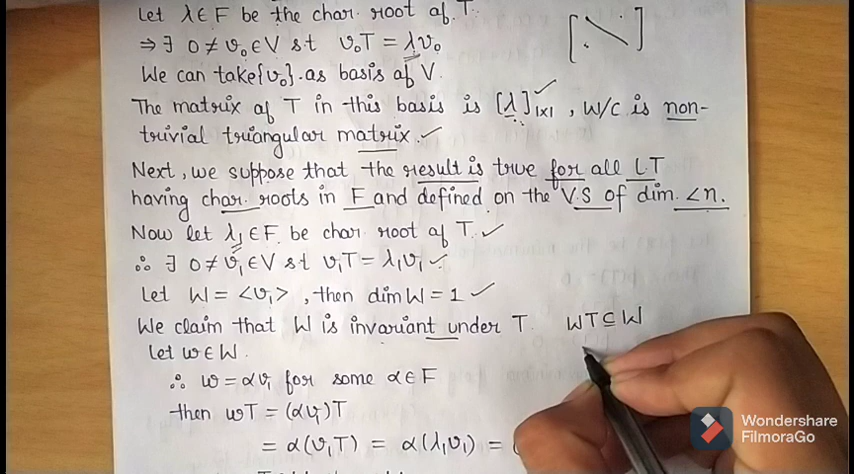 Let λ∈F be the char. root of T.
⇒ ∃ 0≠v₀∈V st v₀T = λv₀
We can take {v₀} as basis of V.
The matrix of T in this basis is [λ]₁ₓ₁, w/c is non-
trivial triangular matrix.
Next, we suppose that the result is true for all L.T
having char. roots in F and defined on the V.S of dim. <n.
Now let λ₁∈F be char. root of T.
∴ ∃ 0≠v₁∈V st v₁T = λ₁v₁
Let W = <v₁>, then dim W = 1
We claim that W is invariant under T. WT⊆W
Let w∈W.
∴ w = αv₁ for some α∈F
then wT = (αv₁)T
= α(v₁T) = α(λ₁v₁) = (
Wondershare
FilmoraGo